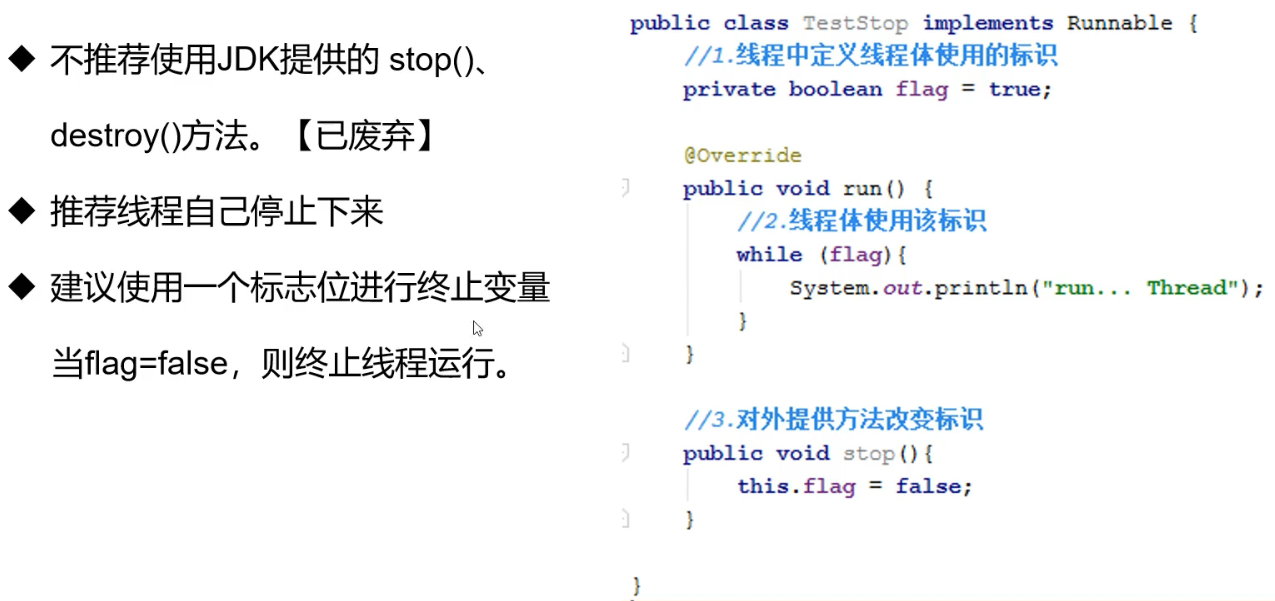 ◆ 不推荐使用JDK提供的 stop()、
destroy()方法。【已废弃】
◆ 推荐线程自己停止下来
◆ 建议使用一个标志位进行终止变量
当flag=false，则终止线程运行。
public class TestStop implements Runnable {
//1.线程中定义线程体使用的标识
private boolean flag = true;
@Override
public void run() {
//2.线程体使用该标识
while (flag){
System.out.println("run... Thread");
}
}
//3.对外提供方法改变标识
public void stop(){
this.flag = false;
}
}